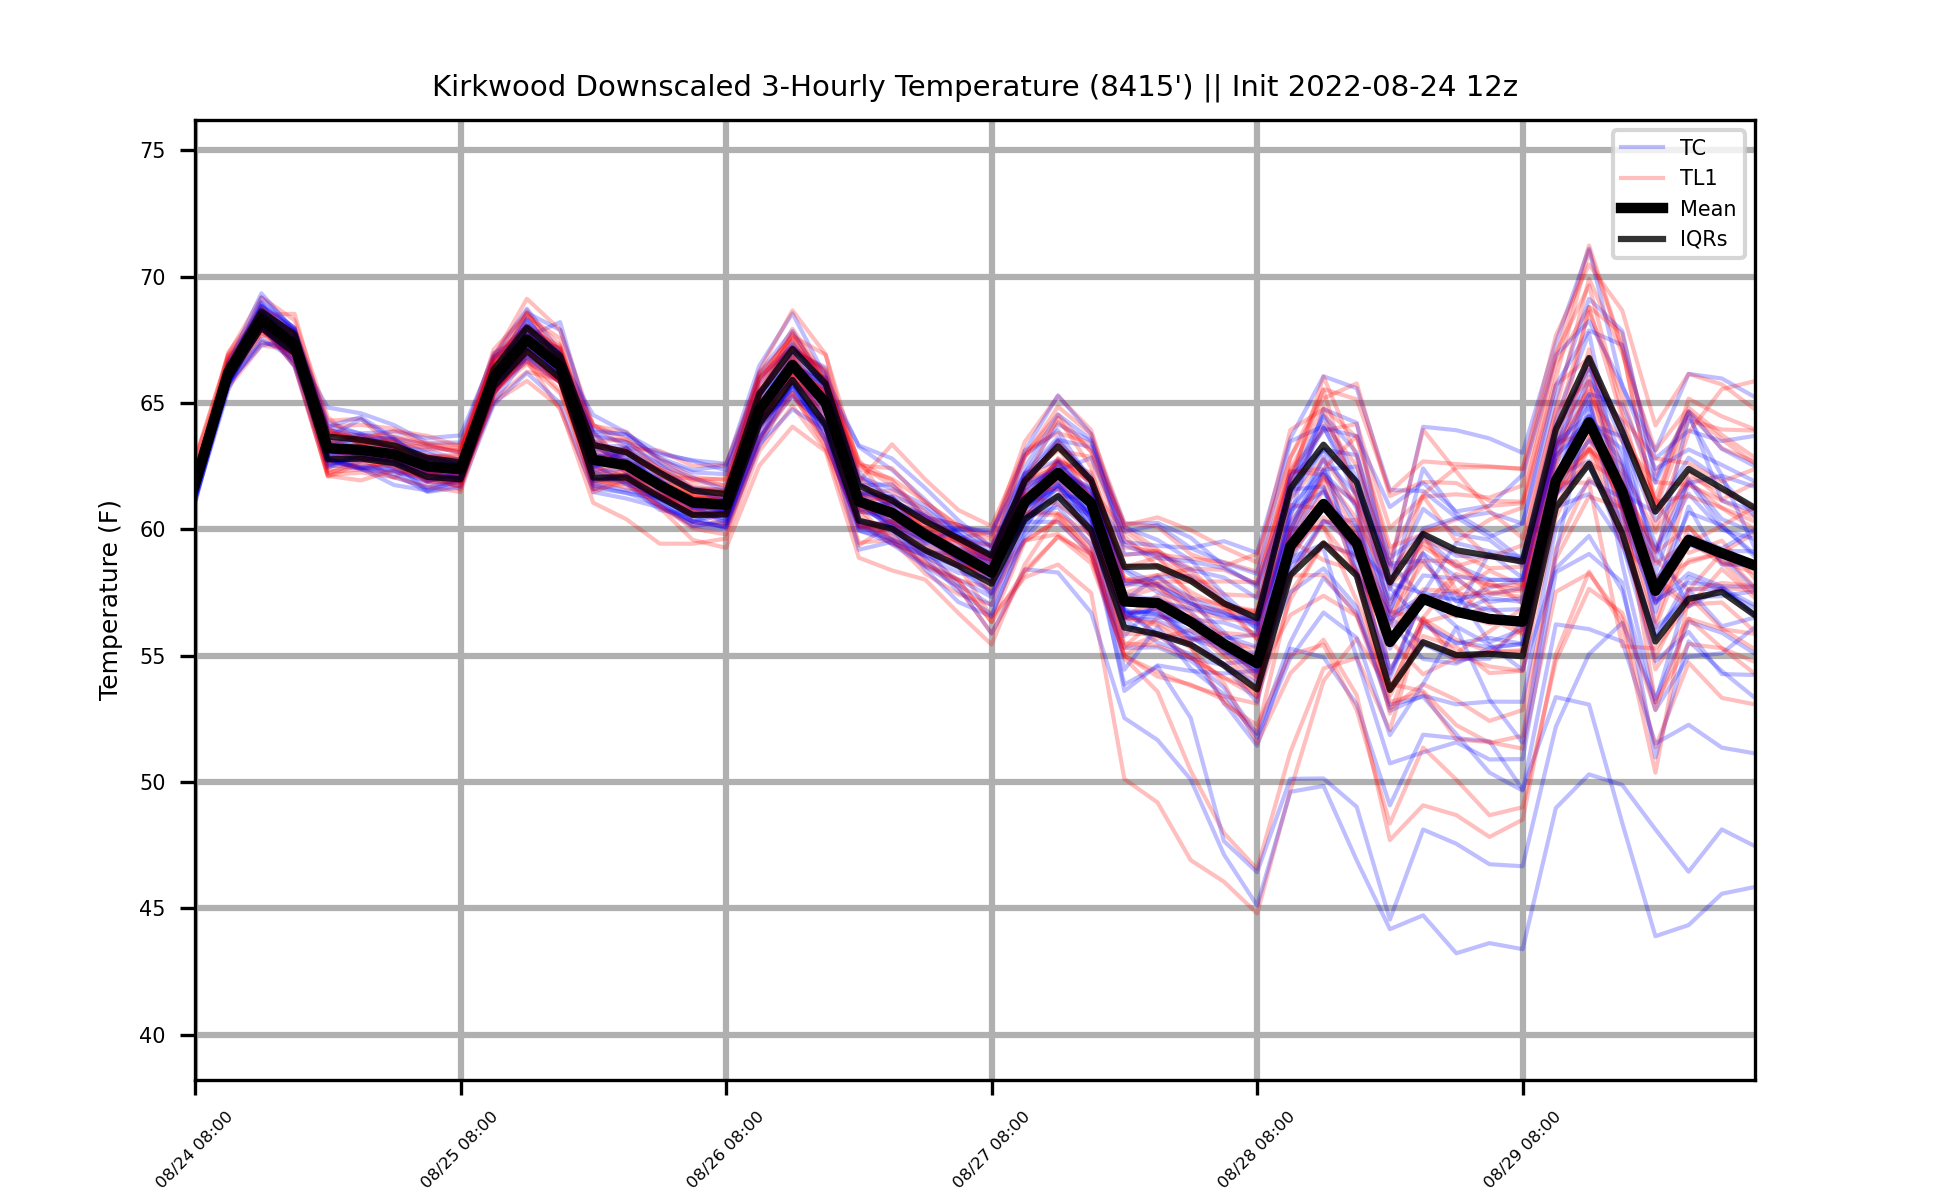 Kirkwood Downscaled 3-Hourly Temperature (8415') || Init 2022-08-24 12z
TC
TL1
Mean
IQRs
Temperature (F)
75
70
65
60
55
50
45
40
08/24 08:00
08/25 08:00
08/26 08:00
08/27 08:00
08/28 08:00
08/29 08:00